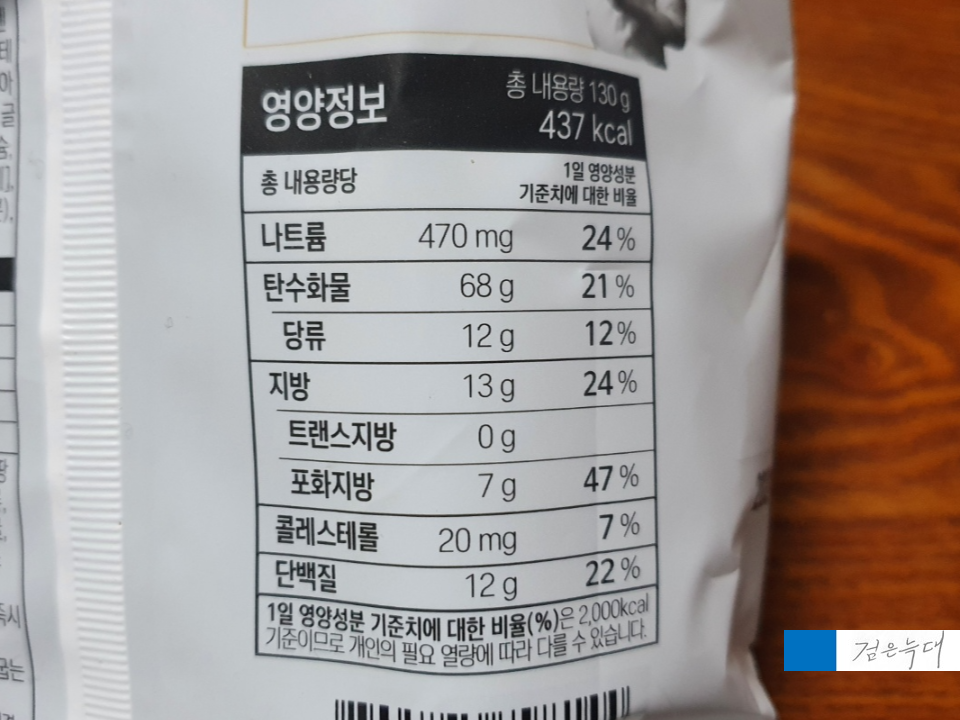 영양정보
총 내용량 130 g
437 kcal
총 내용량당
1일 영양성분
기준치에 대한 비율
나트륨 470 mg 24 %
탄수화물 68 g 21 %
당류 12 g 12 %
지방 13 g 24 %
트랜스지방 0 g
포화지방 7 g 47 %
콜레스테롤 20 mg 7 %
단백질 12 g 22 %
1일 영양성분 기준치에 대한 비율(%)은 2,000kcal
기준이므로 개인의 필요 열량에 따라 다를 수 있습니다.
검은늑대